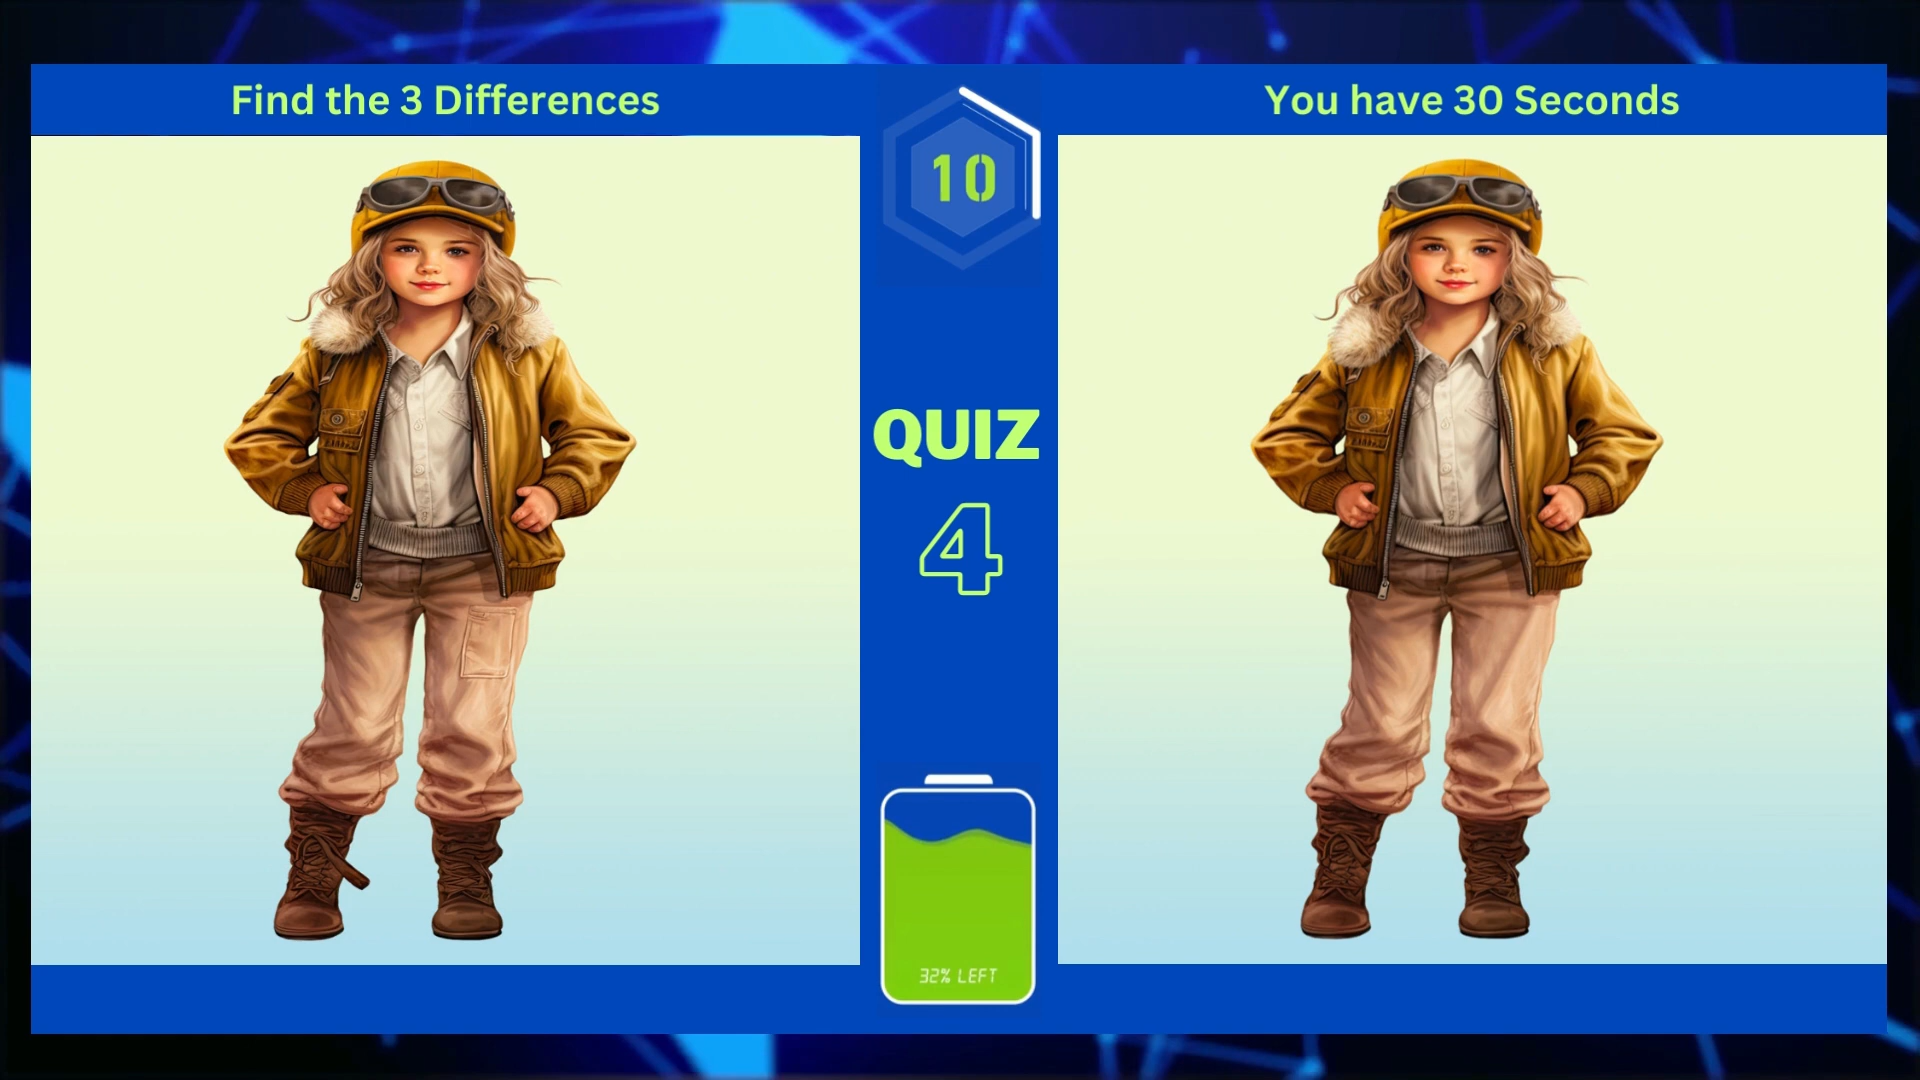 Find the 3 Differences
10
You have 30 Seconds
QUIZ
4
32% LEFT